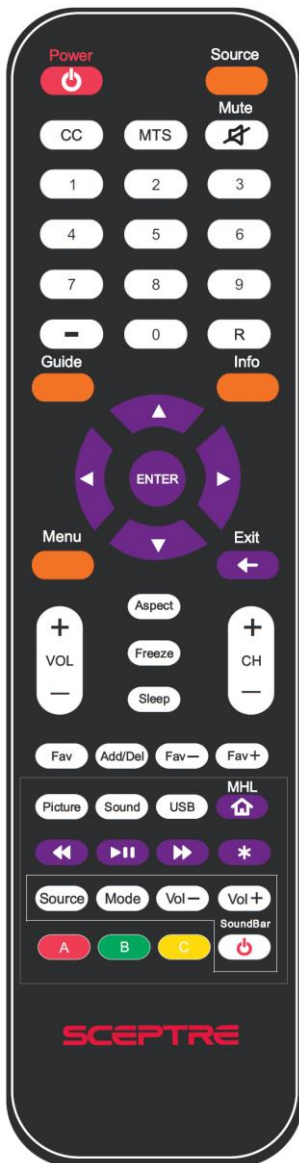 Power Source
Mute
CC MTS
1 2 3
4 5 6
7 8 9
- 0 R
Guide Info
ENTER
Menu Exit
+ +
Aspect
VOL Freeze CH
— —
Sleep
Fav Add/Del Fav— Fav+
MHL
Picture Sound USB
*
Source Mode Vol— Vol+
SoundBar
A B C
SCEPTRE